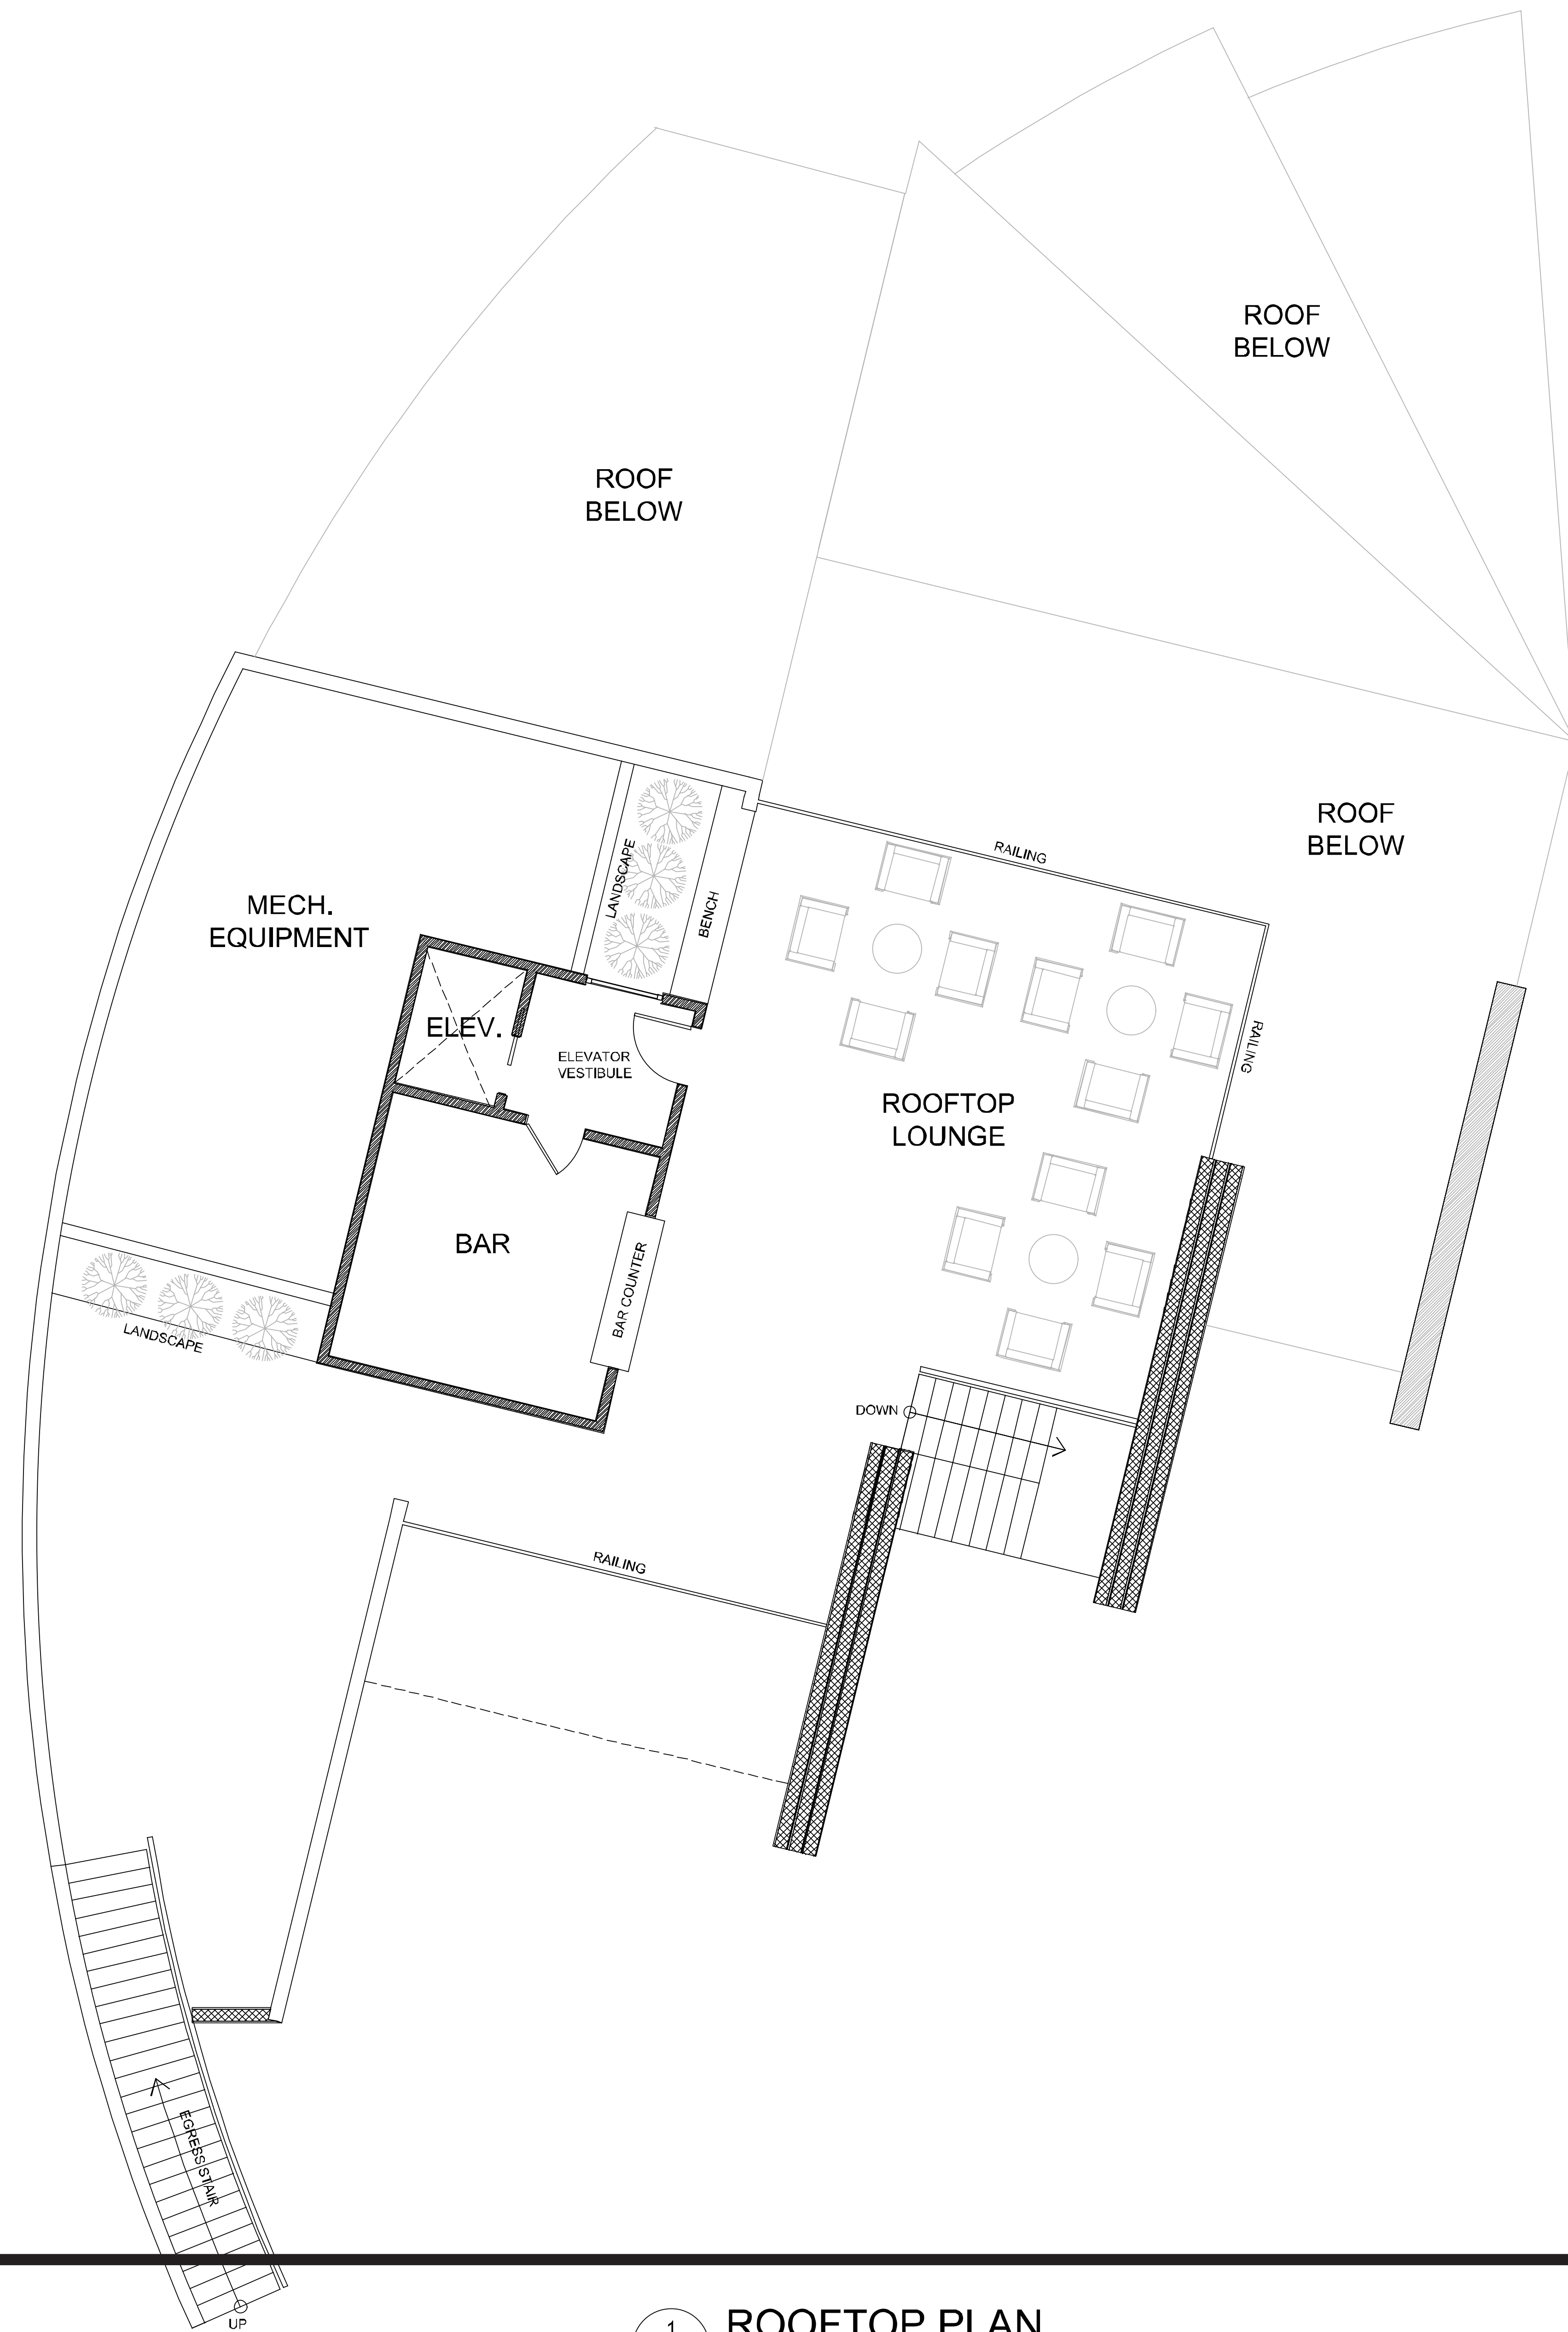 ROOF
BELOW
ROOF
BELOW
ROOF
BELOW
RAILING
LANDSCAPE
BENCH
MECH.
EQUIPMENT
RAILING
ELEV.
ELEVATOR
VESTIBULE
ROOFTOP
LOUNGE
BAR
BAR COUNTER
LANDSCAPE
DOWN
RAILING
EGRESS STAIR
UP
1
ROOFTOP PLAN